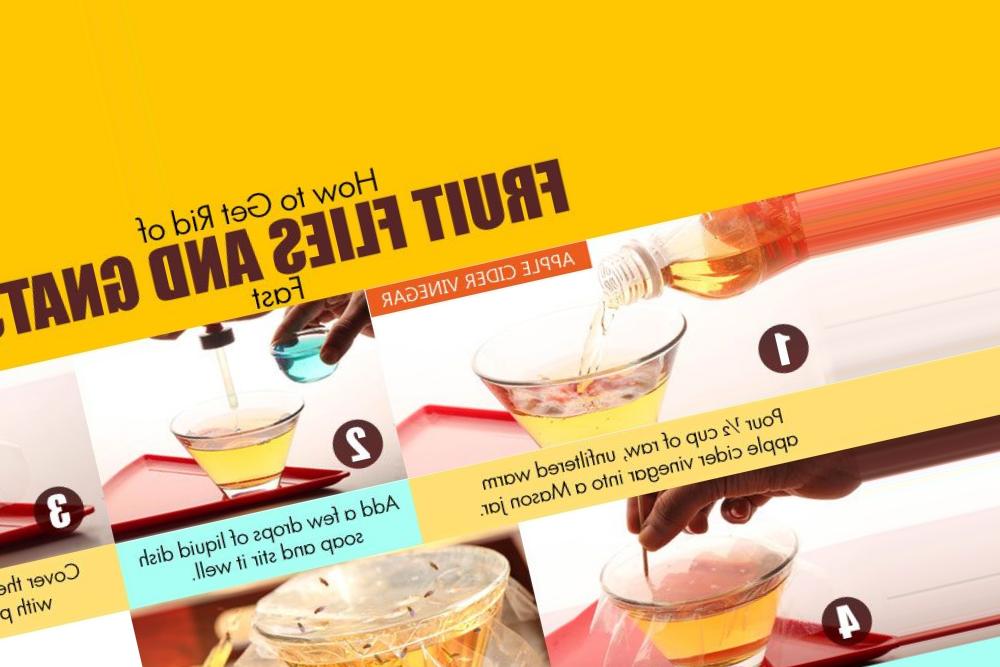 How to Get Rid of
FRUIT FLIES AND GNATS
Fast
APPLE CIDER VINEGAR
1
Pour ½ cup of raw, unfiltered warm
apple cider vinegar into a Mason jar.
2
Add a few drops of liquid dish
soap and stir it well.
3
Cover the
with
4